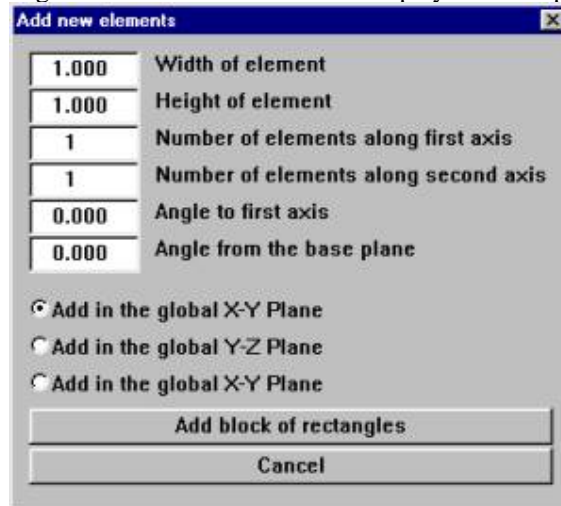 Add new elements
1.000 Width of element
1.000 Height of element
1 Number of elements along first axis
1 Number of elements along second axis
0.000 Angle to first axis
0.000 Angle from the base plane
Add in the global X-Y Plane
Add in the global Y-Z Plane
Add in the global X-Y Plane
Add block of rectangles
Cancel